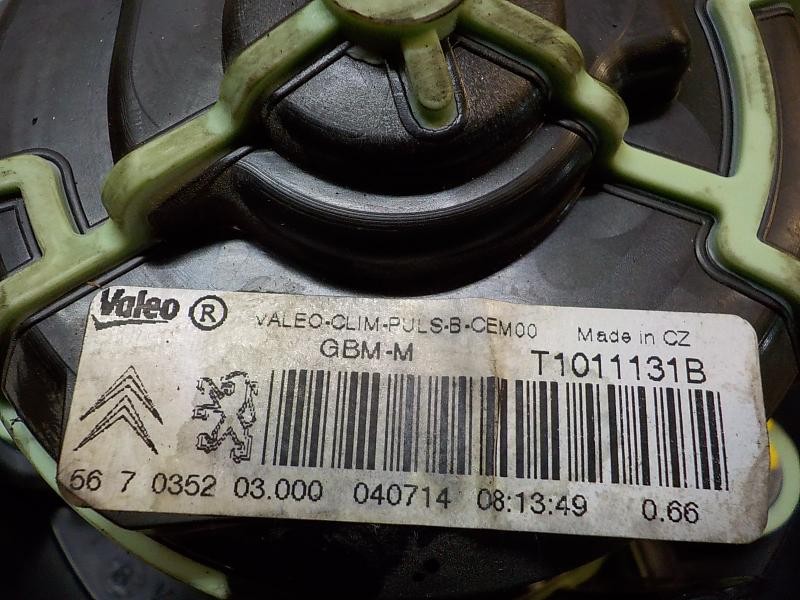 Valeo ® VALEO-CLIM-PULS-B-CEM00 Made in CZ
GBM-M T1011131B
56 7 0352 03.000 040714 08:13:49 0.66